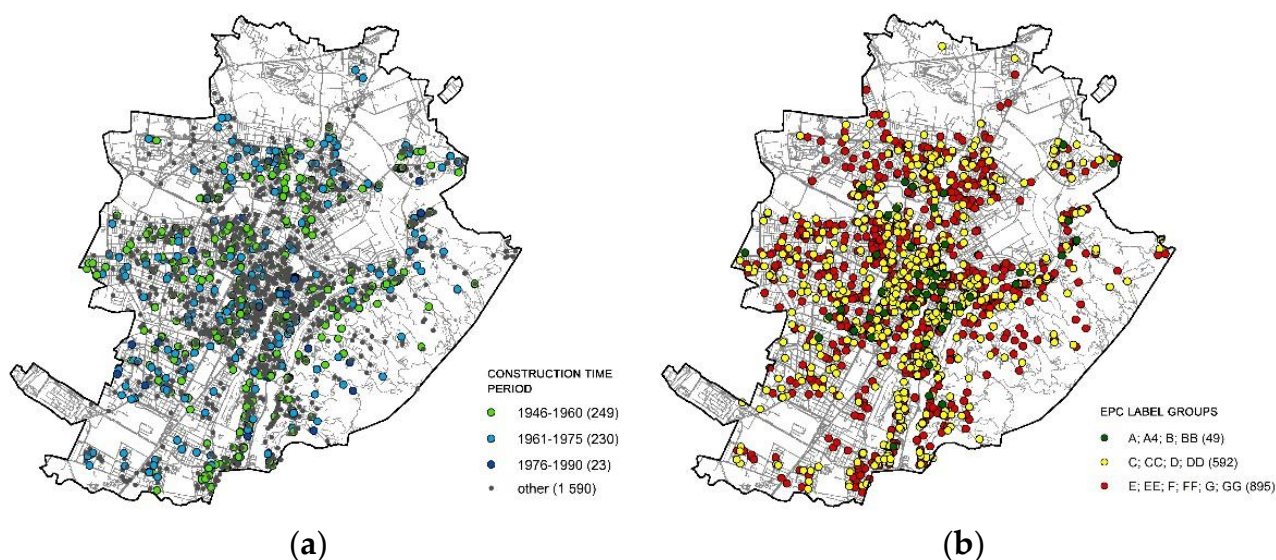 CONSTRUCTION TIME
PERIOD
1946-1960 (249)
1961-1975 (230)
1976-1990 (23)
other (1 590)
(a)
EPC LABEL GROUPS
A; A4; B; BB (49)
C; CC; D; DD (592)
E; EE; F; FF; G; GG (895)
(b)